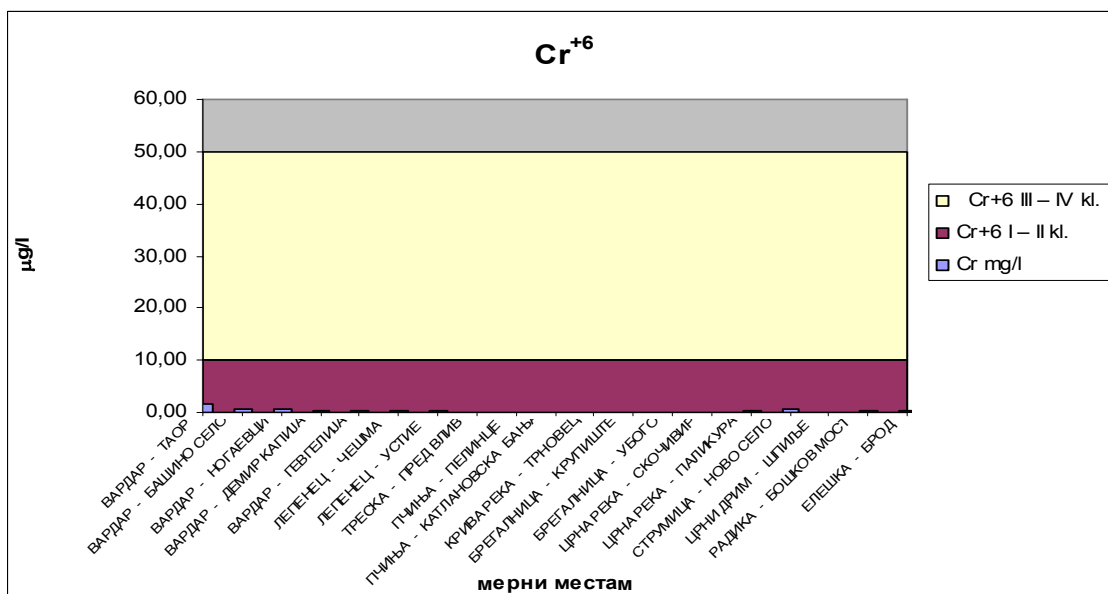 Cr+6
60,00
50,00
40,00
30,00
20,00
10,00
0,00
µg/l
ВАРДАР - ТАОР
ВАРДАР - БАШИНО СЕЛО
ВАРДАР - НОГАЕВЦИ
ВАРДАР - ДЕМИР КАПИЈА
ВАРДАР - ГЕВГЕЛИЈА
ЛЕПЕНЕЦ - ЧЕШМА
ЛЕПЕНЕЦ - УСТИЕ
ТРЕСКА - ПРЕД ВЛИВ
ПЧИЊА - ПЕЛИНЦЕ
ПЧИЊА - КАТЛАНОВСКА БАЊА
КРИВА РЕКА - ТРНОВЕЦ
БРЕГАЛНИЦА - КРУПИШТЕ
БРЕГАЛНИЦА - УБОГО
ЦРНА РЕКА - СКОЧИВИР
ЦРНА РЕКА - ПАЛИКУРА
СТРУМИЦА - НОВО СЕЛО
ЦРНИ ДРИМ - ШПИЉЕ
РАДИКА - БОШКОВ МОСТ
ЕЛЕШКА - БРОД
мерни местам
Cr+6 III – IV kl.
Cr+6 I – II kl.
Cr mg/l